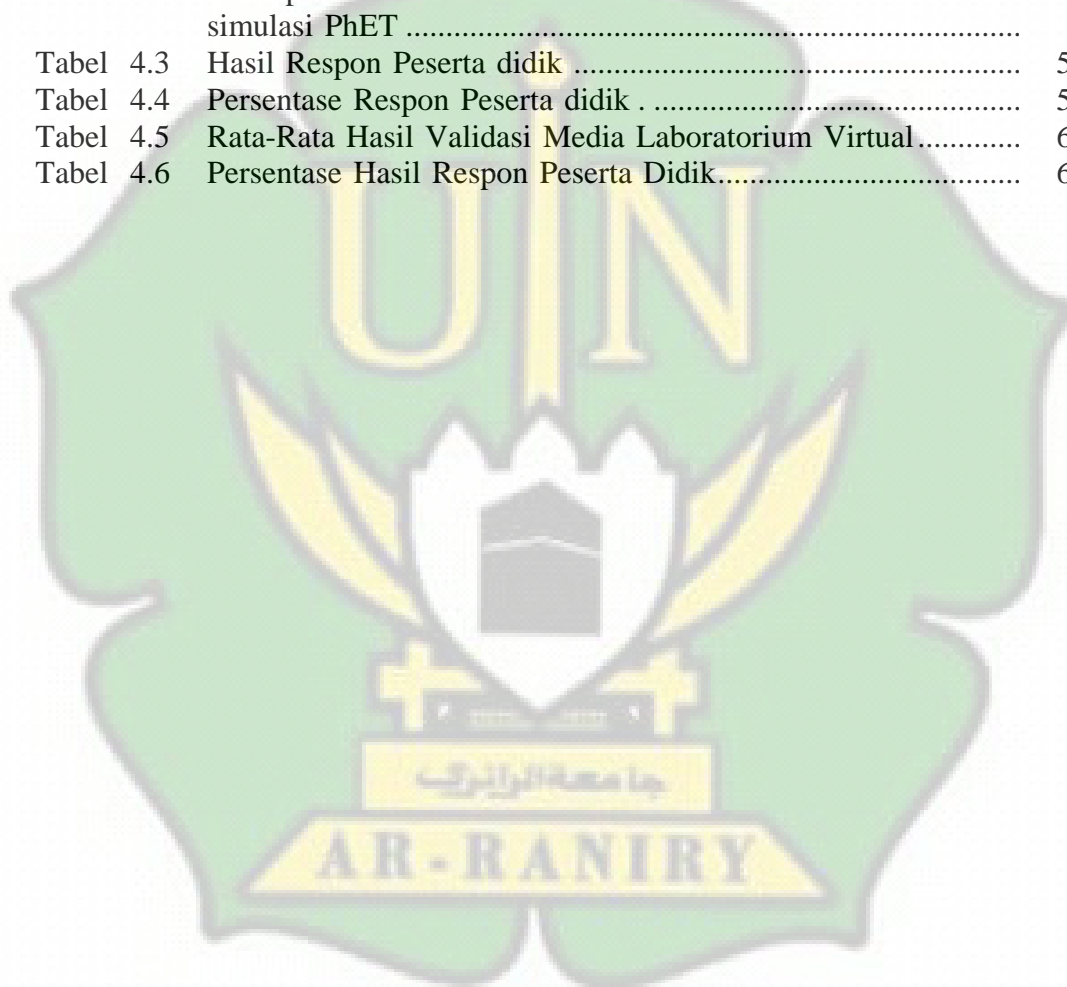 simulasi PhET ........................................................................................
Tabel 4.3 Hasil Respon Peserta didik ................................................................ 5
Tabel 4.4 Persentase Respon Peserta didik . ...................................................... 5
Tabel 4.5 Rata-Rata Hasil Validasi Media Laboratorium Virtual............. 6
Tabel 4.6 Persentase Hasil Respon Peserta Didik..................................... 6
UIN
جامعة الرانري
AR-RANIRY